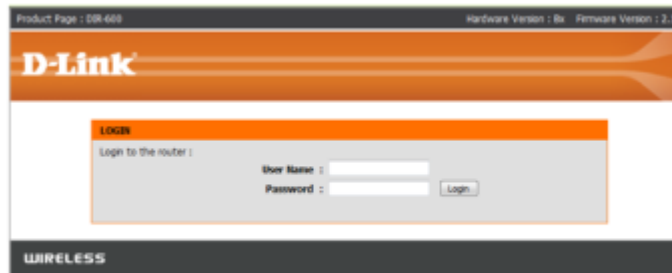 Product Page : DIR-600 Hardware Version : Bx Firmware Version : 2.
D-Link
LOGIN
Login to the router :
User Name :
Password : Login
WIRELESS